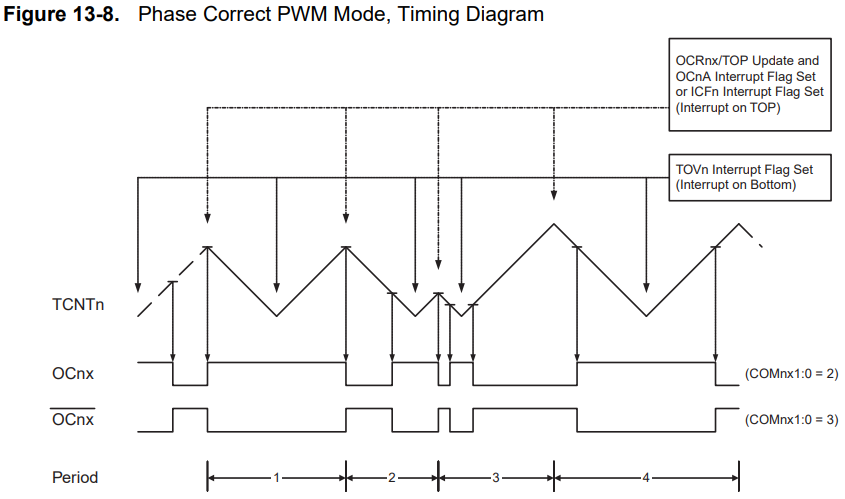 Figure 13-8. Phase Correct PWM Mode, Timing Diagram
OCRnx/TOP Update and
OCnA Interrupt Flag Set
or ICFn Interrupt Flag Set
(Interrupt on TOP)
TOVn Interrupt Flag Set
(Interrupt on Bottom)
TCNTn
OCnx
(COMnx1:0 = 2)
OCnx
(COMnx1:0 = 3)
Period
1
2
3
4